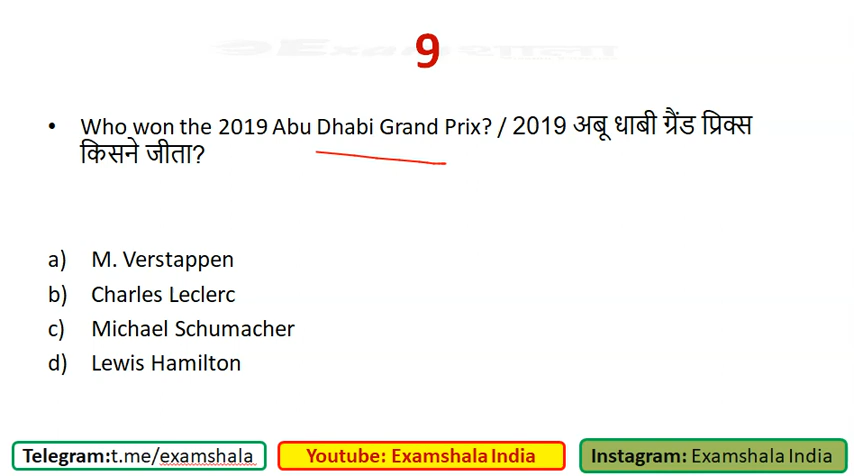 9
• Who won the 2019 Abu Dhabi Grand Prix? / 2019 अबू धाबी ग्रैंड प्रिक्स
किसने जीता?
a) M. Verstappen
b) Charles Leclerc
c) Michael Schumacher
d) Lewis Hamilton
Telegram:t.me/examshala
Youtube: Examshala India
Instagram: Examshala India